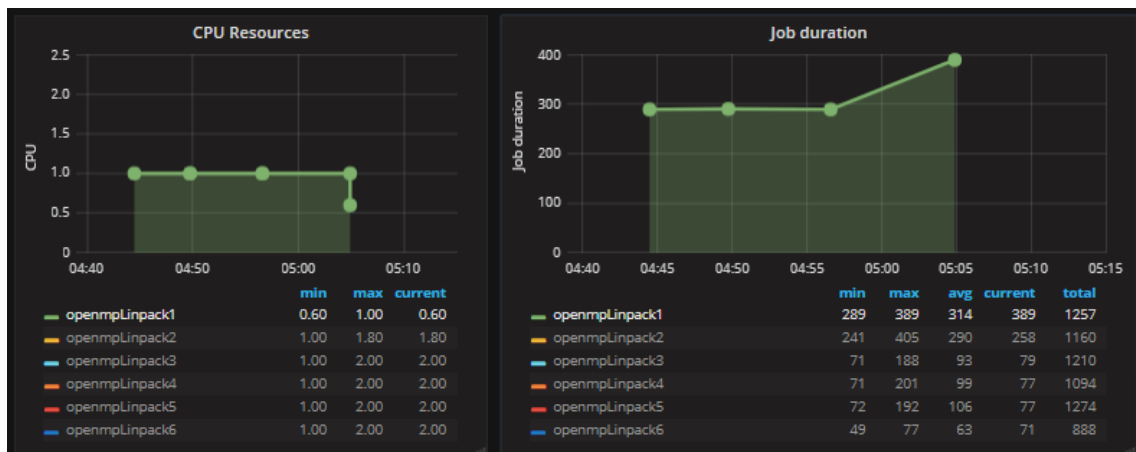 CPU Resources
2.5
2.0
1.5
1.0
0.5
0
CPU
04:40 04:50 05:00 05:10
min max current
openmpLinpack1 0.60 1.00 0.60
openmpLinpack2 1.00 1.80 1.80
openmpLinpack3 1.00 2.00 2.00
openmpLinpack4 1.00 2.00 2.00
openmpLinpack5 1.00 2.00 2.00
openmpLinpack6 1.00 2.00 2.00
Job duration
400
300
200
100
0
Job duration
04:40 04:45 04:50 04:55 05:00 05:05 05:10 05:15
min max avg current total
openmpLinpack1 289 389 314 389 1257
openmpLinpack2 241 405 290 258 1160
openmpLinpack3 71 188 93 79 1210
openmpLinpack4 71 201 99 77 1094
openmpLinpack5 72 192 106 77 1274
openmpLinpack6 49 77 63 71 888